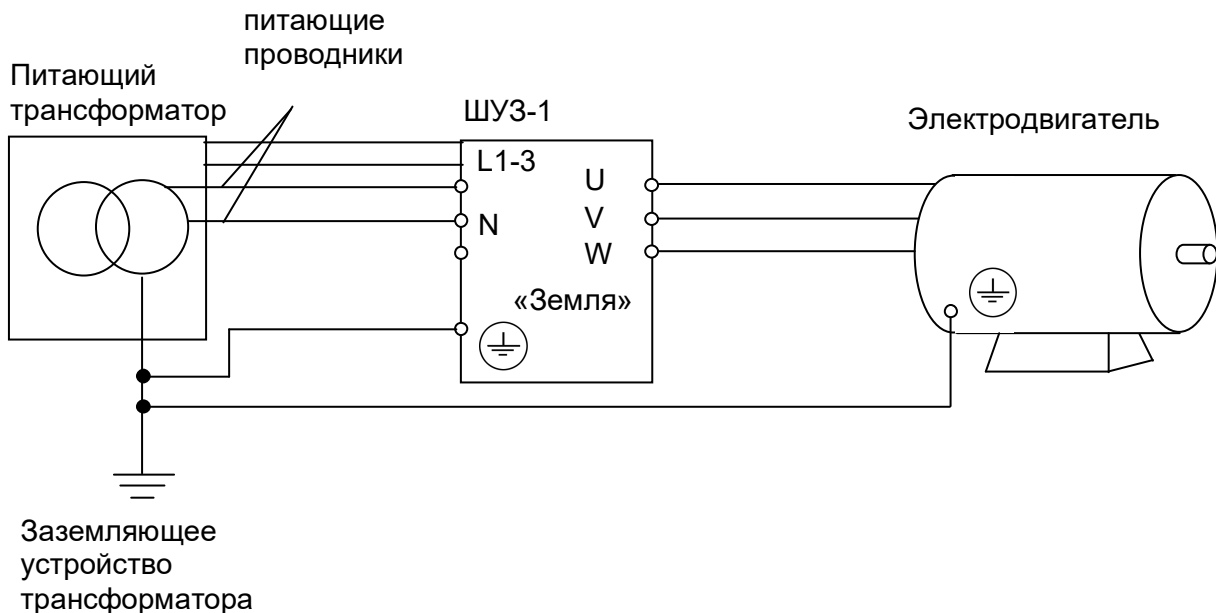 питающие
проводники
Питающий
трансформатор
ШУЗ-1
Электродвигатель
L1-3
U
N
V
W
«Земля»
Заземляющее
устройство
трансформатора